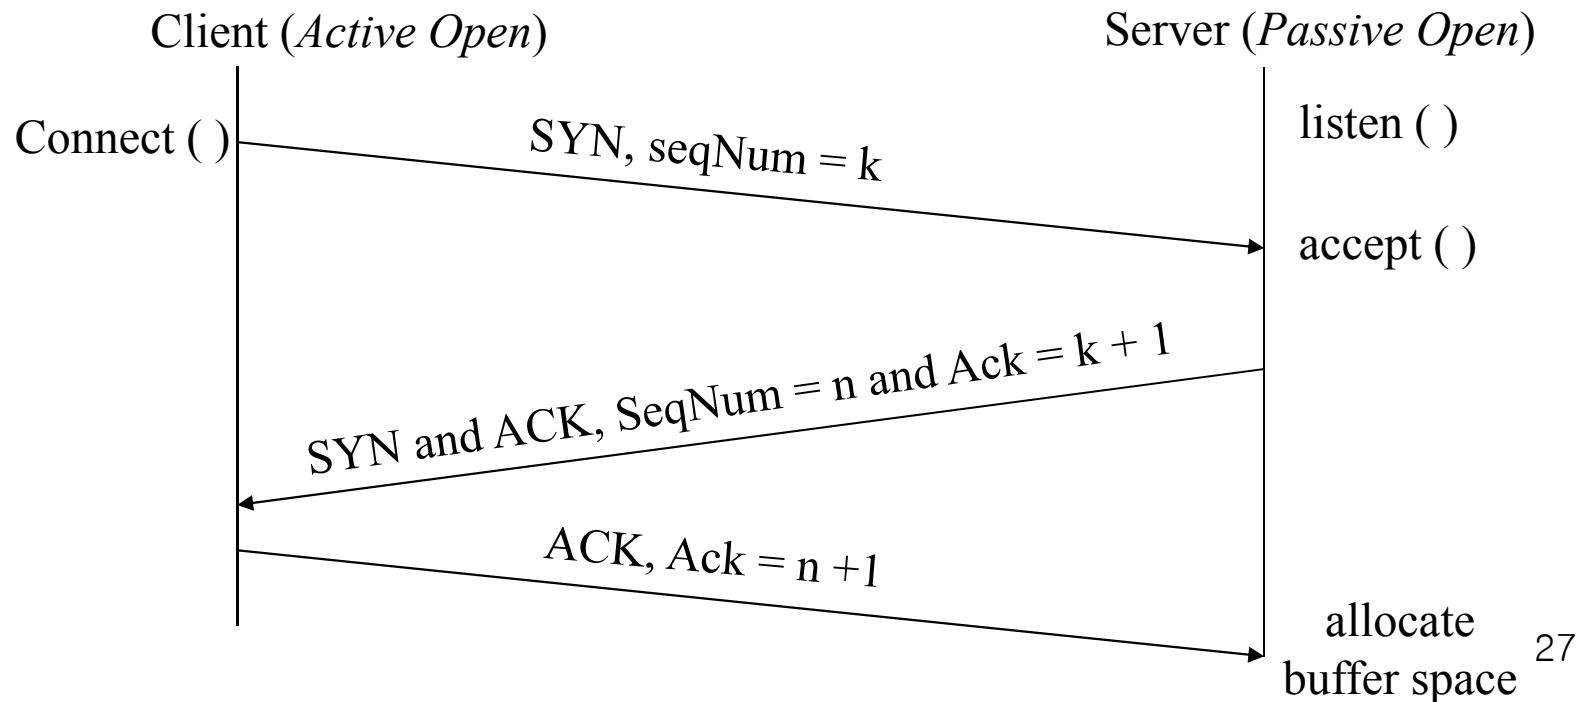 Client (Active Open)
Server (Passive Open)
Connect ( )
listen ( )
SYN, seqNum = k
accept ( )
SYN and ACK, SeqNum = n and Ack = k + 1
ACK, Ack = n +1
allocate
buffer space
27